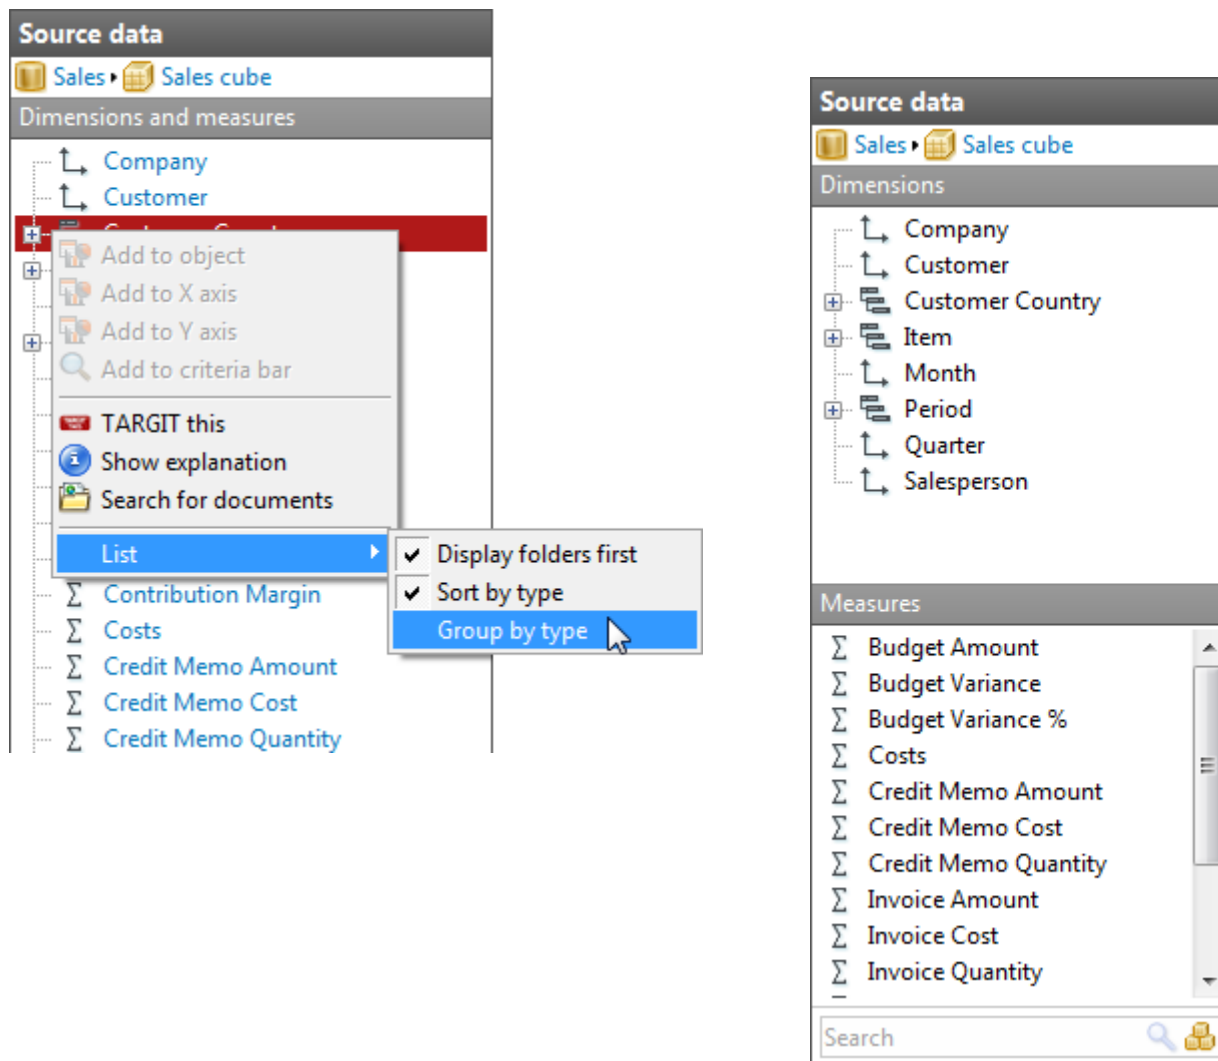 Source data
Sales Sales cube
Dimensions and measures
Company
Customer
Add to object
Add to X axis
Add to Y axis
Add to criteria bar
TARGIT this
Show explanation
Search for documents
List
Display folders first
Sort by type
Group by type
Contribution Margin
Costs
Credit Memo Amount
Credit Memo Cost
Credit Memo Quantity
Source data
Sales Sales cube
Dimensions
Company
Customer
Customer Country
Item
Month
Period
Quarter
Salesperson
Measures
Budget Amount
Budget Variance
Budget Variance %
Costs
Credit Memo Amount
Credit Memo Cost
Credit Memo Quantity
Invoice Amount
Invoice Cost
Invoice Quantity
Search